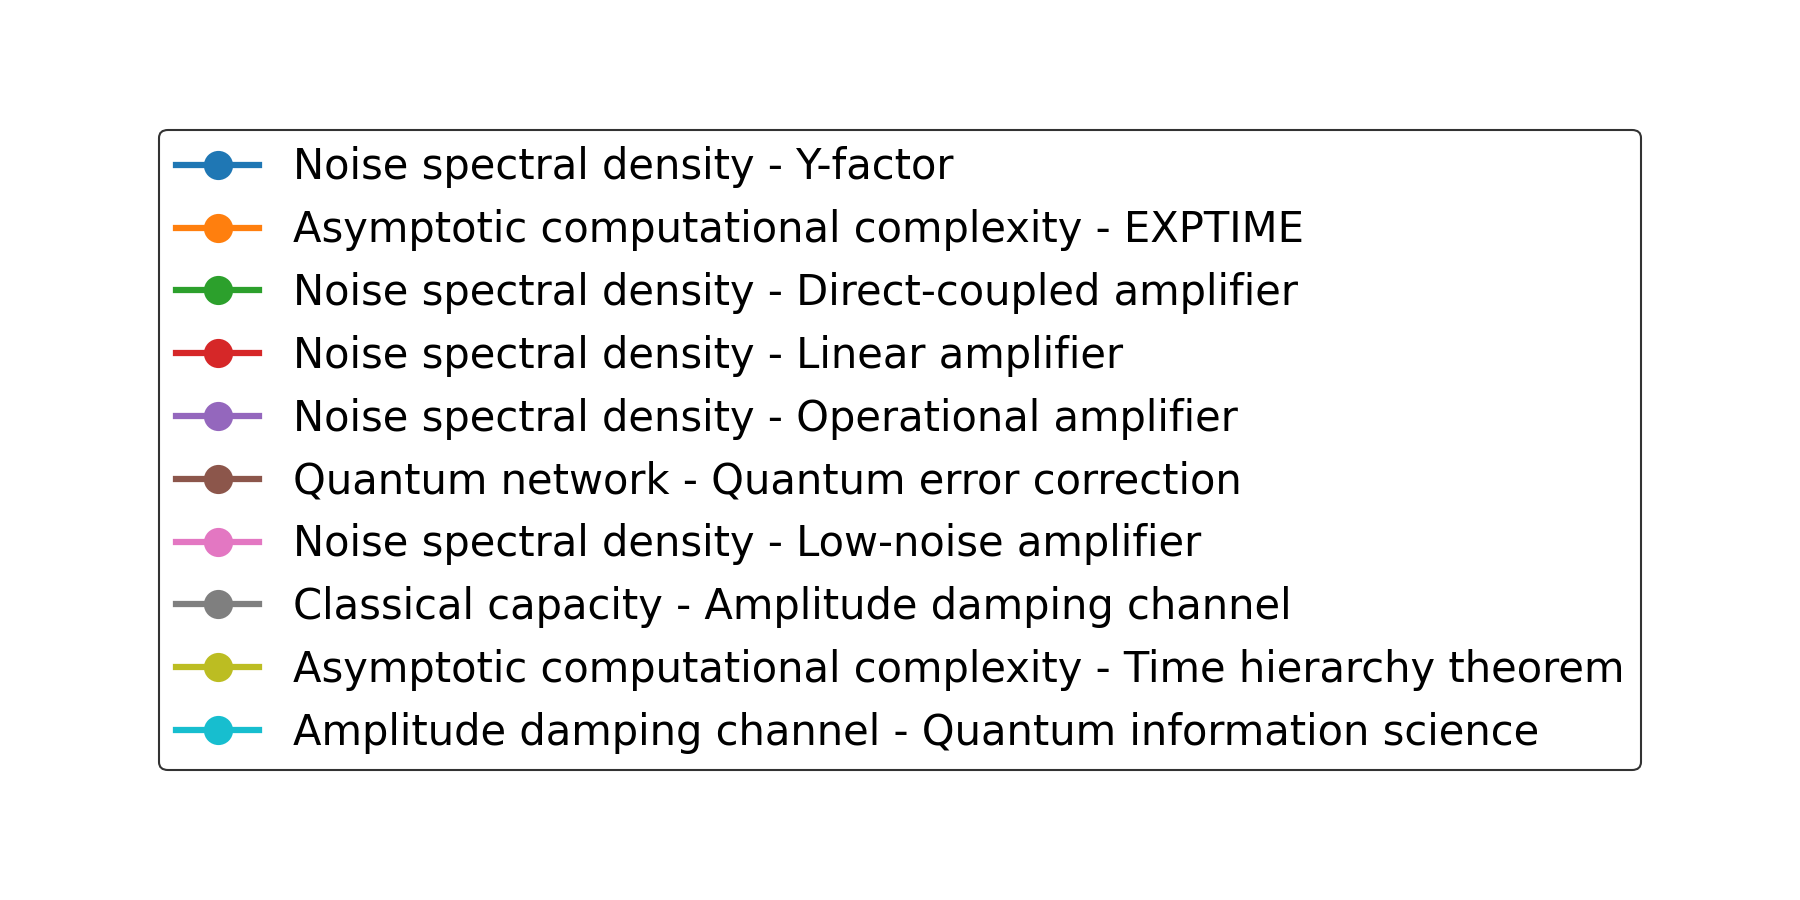 Noise spectral density - Y-factor
Asymptotic computational complexity - EXPTIME
Noise spectral density - Direct-coupled amplifier
Noise spectral density - Linear amplifier
Noise spectral density - Operational amplifier
Quantum network - Quantum error correction
Noise spectral density - Low-noise amplifier
Classical capacity - Amplitude damping channel
Asymptotic computational complexity - Time hierarchy theorem
Amplitude damping channel - Quantum information science